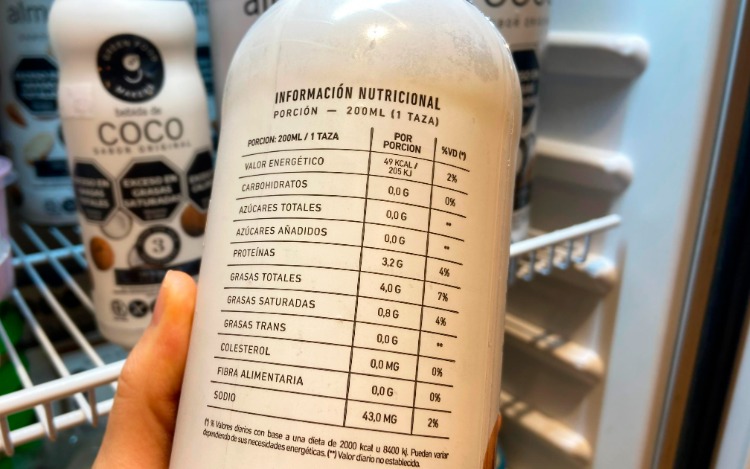 INFORMACIÓN NUTRICIONAL
PORCIÓN — 200ML (1 TAZA)
PORCION: 200ML / 1 TAZA POR PORCION %VD (*)
VALOR ENERGÉTICO 49 KCAL / 205 KJ 2%
CARBOHIDRATOS 0,0 G 0%
AZÚCARES TOTALES 0,0 G **
AZÚCARES AÑADIDOS 0,0 G **
PROTEÍNAS 3,2 G 4%
GRASAS TOTALES 4,0 G 7%
GRASAS SATURADAS 0,8 G 4%
GRASAS TRANS 0,0 G **
COLESTEROL 0,0 MG 0%
FIBRA ALIMENTARIA 0,0 G 0%
SODIO 43,0 MG 2%
(*) % Valores diarios con base a una dieta de 2000 kcal u 8400 kj. Pueden variar
dependiendo de sus necesidades energéticas. (**) Valor diario no establecido.
bebida de
COCO
SABOR ORIGINAL
EXCESO EN
GRASAS
SATURADAS
3